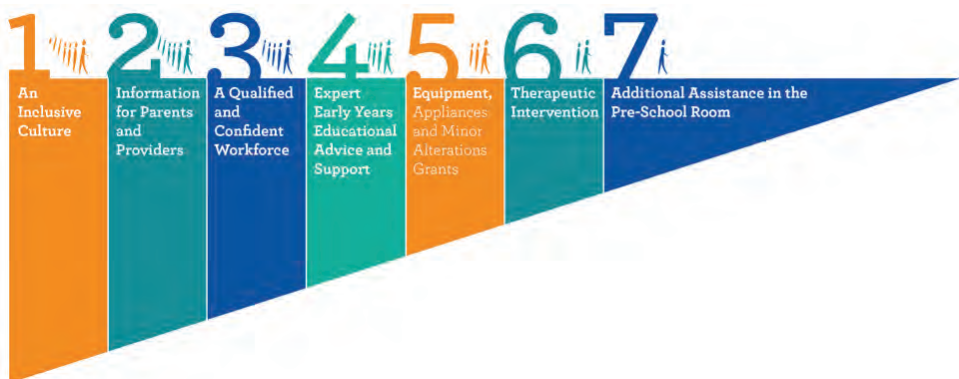 1
An
Inclusive
Culture
2
Information
for Parents
and
Providers
3
A Qualified
and
Confident
Workforce
4
Expert
Early Years
Educational
Advice and
Support
5
Equipment,
Appliances
and Minor
Alterations
Grants
6
Therapeutic
Intervention
7
Additional Assistance in the
Pre-School Room